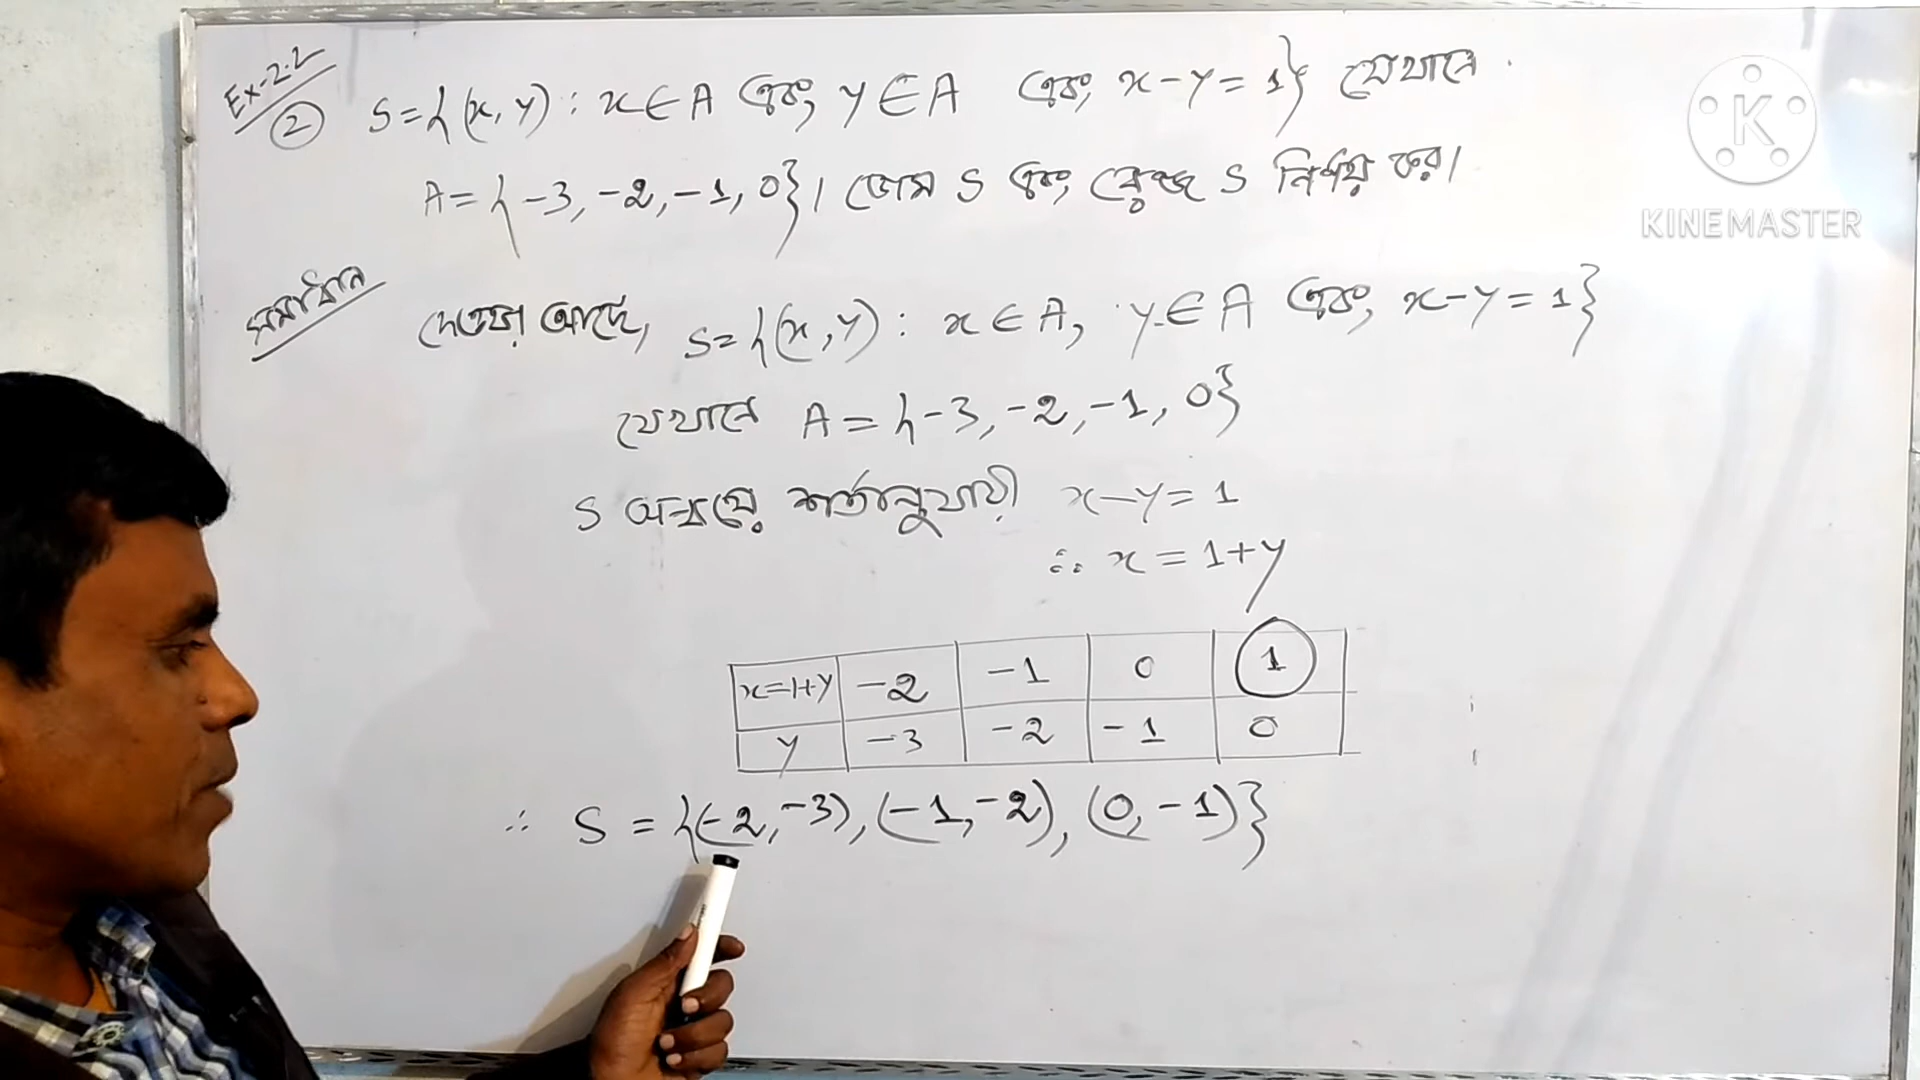 Ex-2.2
② S={(x, y) : x∈A এবং, y∈A এবং, x-y=1} যেখানে
A={-3, -2, -1, 0}। ডোম S এবং, রেঞ্জ S নির্ণয় কর।
সমাধান
দেওয়া আছে, S={(x,y) : x∈A, y∈A এবং, x-y=1}
যেখানে A={-3, -2, -1, 0}
S অন্বয়ে শর্তানুযায়ী x-y=1
∴ x=1+y
x=1+y -2 -1 0 1
y -3 -2 -1 0
∴ S={(-2,-3), (-1,-2), (0,-1)}
K
KINEMASTER